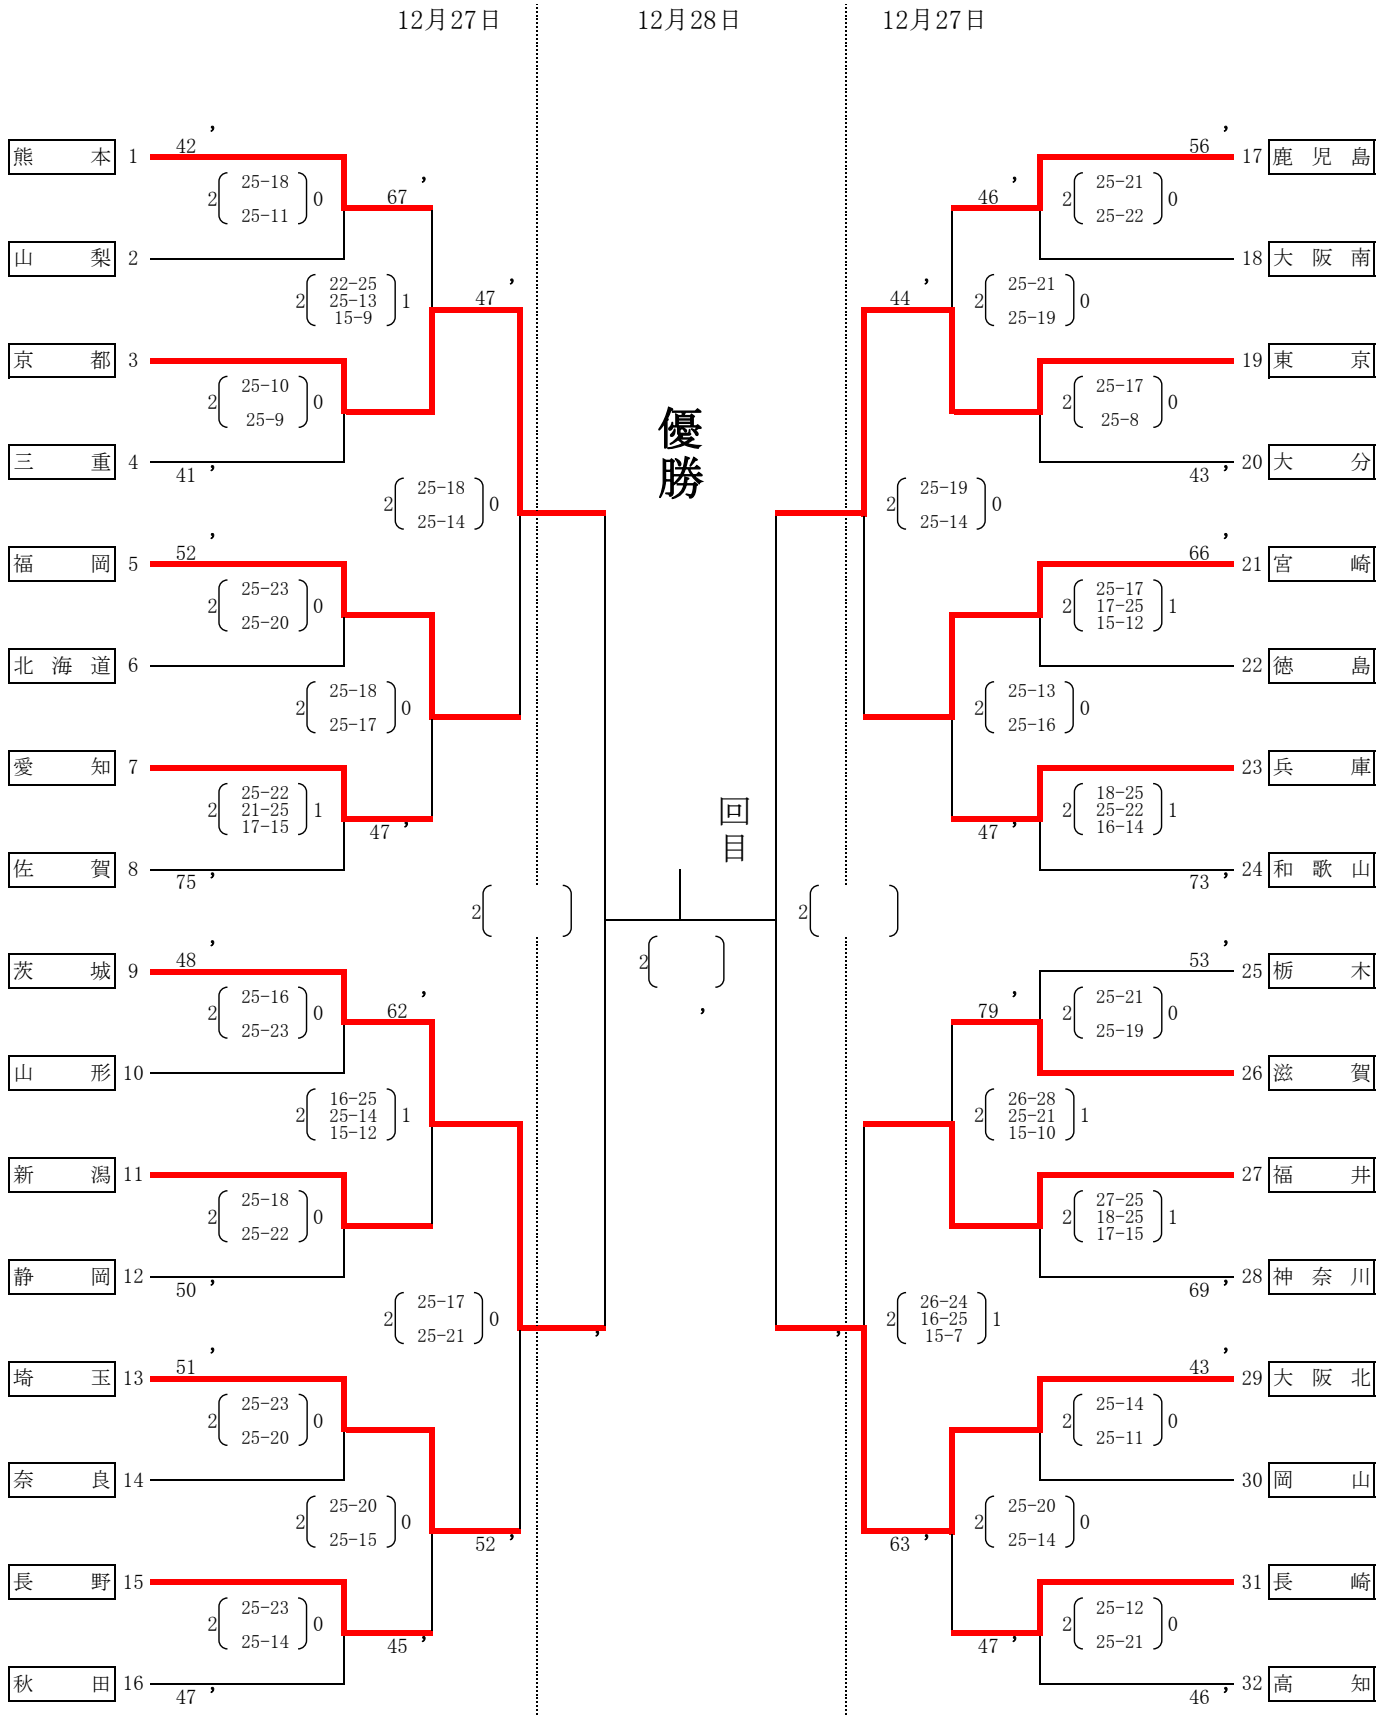 12月27日 12月28日 12月27日
熊本 1 42’ 56’ 17 鹿児島
2 25-18 25-11 0 67’ 46’ 2 25-21 25-22 0
山梨 2 18 大阪南
2 22-25 25-13 15-9 1 47’ 44’ 2 25-21 25-19 0
京都 3 19 東京
2 25-10 25-9 0 2 25-17 25-8 0
優勝
三重 4 41’ 43’ 20 大分
2 25-18 25-14 0 2 25-19 25-14 0
福岡 5 52’ 66’ 21 宮崎
2 25-23 25-20 0 2 25-17 17-25 15-12 1
北海道 6 22 徳島
2 25-18 25-17 0 2 25-13 25-16 0
愛知 7 23 兵庫
2 25-22 21-25 17-15 1 47’ 47’ 2 18-25 25-22 16-14 1
回目
佐賀 8 75’ 73’ 24 和歌山
2 2
2 ’
茨城 9 48’ 53’ 25 栃木
2 25-16 25-23 0 62’ 79’ 2 25-21 25-19 0
山形 10 26 滋賀
2 16-25 25-14 15-12 1 2 26-28 25-21 15-10 1
新潟 11 27 福井
2 25-18 25-22 0 2 27-25 18-25 17-15 1
静岡 12 50’ 69’ 28 神奈川
2 25-17 25-21 0 ’ ’ 2 26-24 16-25 15-7 1
埼玉 13 51’ 43’ 29 大阪北
2 25-23 25-20 0 2 25-14 25-11 0
奈良 14 30 岡山
2 25-20 25-15 0 52’ 63’ 2 25-20 25-14 0
長野 15 31 長崎
2 25-23 25-14 0 45’ 47’ 2 25-12 25-21 0
秋田 16 47’ 46’ 32 高知